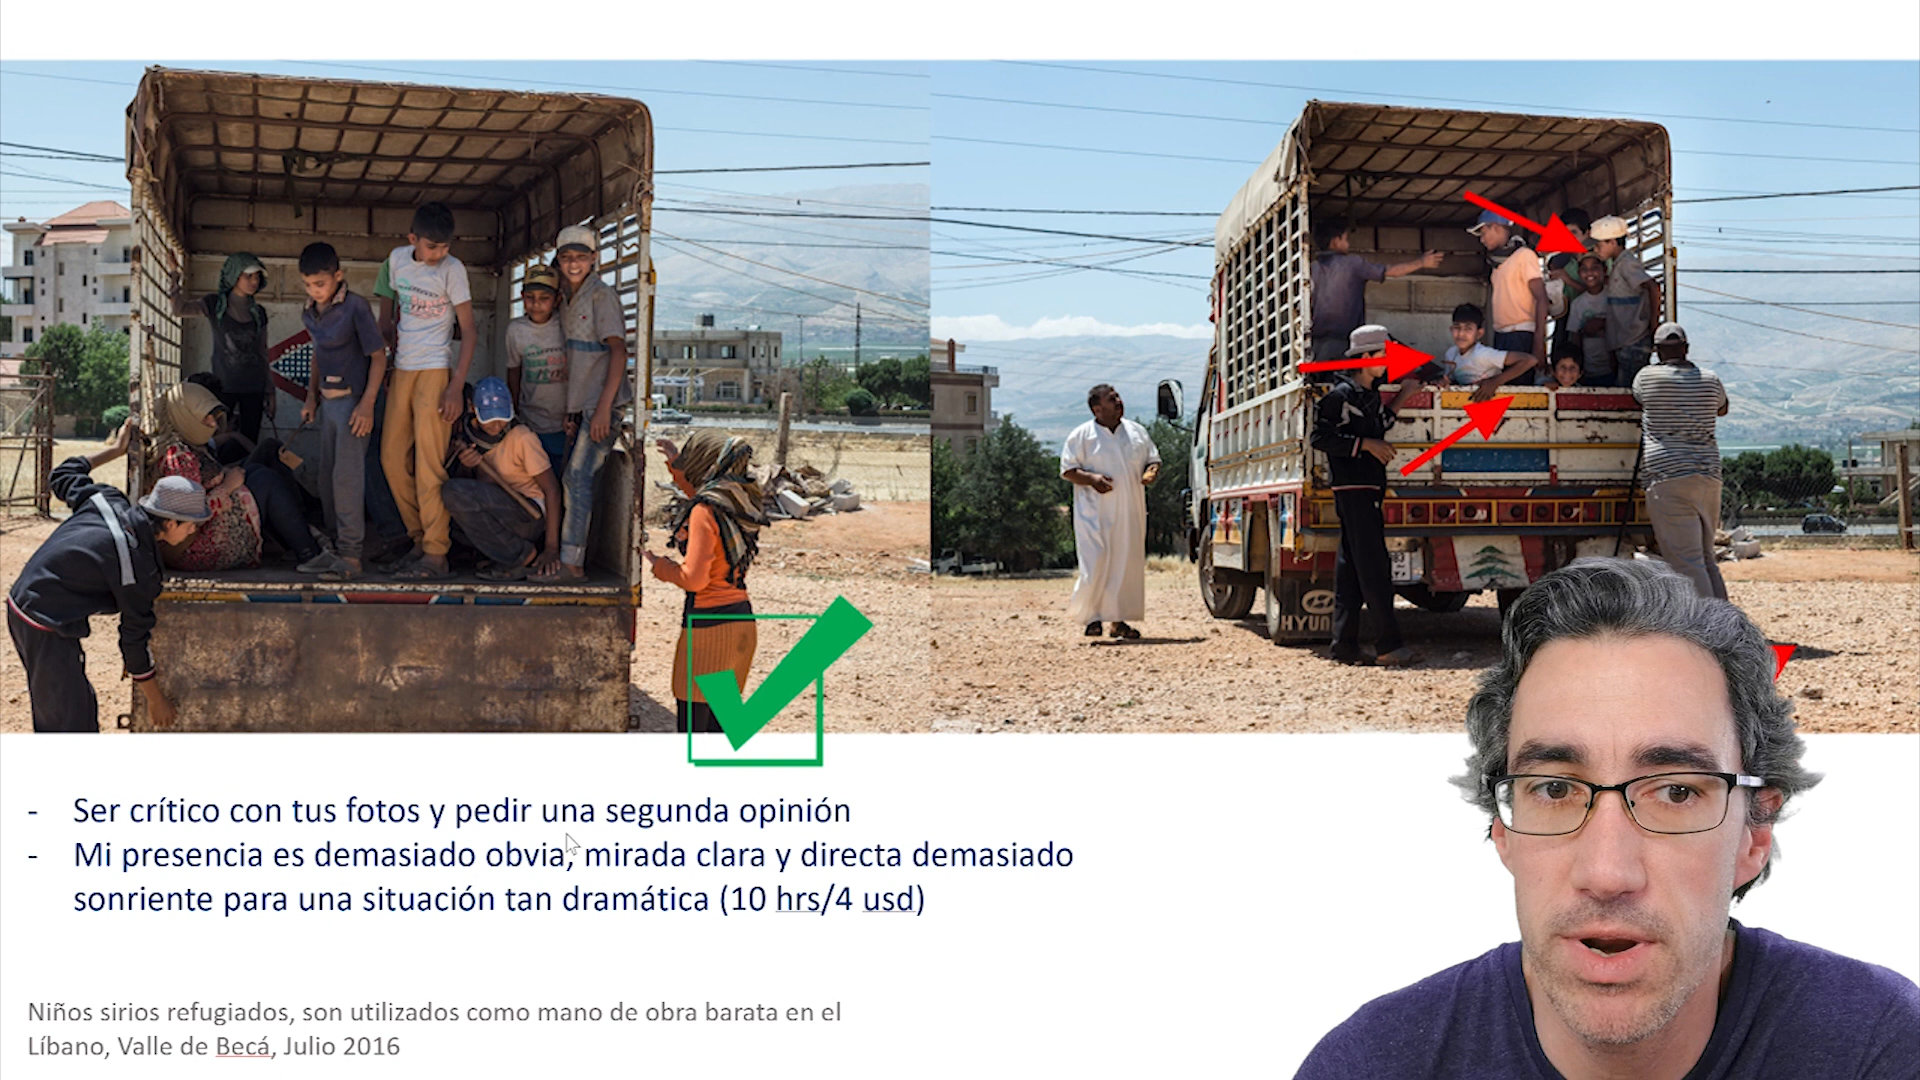 HYUN
- Ser crítico con tus fotos y pedir una segunda opinión
- Mi presencia es demasiado obvia, mirada clara y directa demasiado
sonriente para una situación tan dramática (10 hrs/4 usd)
Niños sirios refugiados, son utilizados como mano de obra barata en el
Líbano, Valle de Becá, Julio 2016